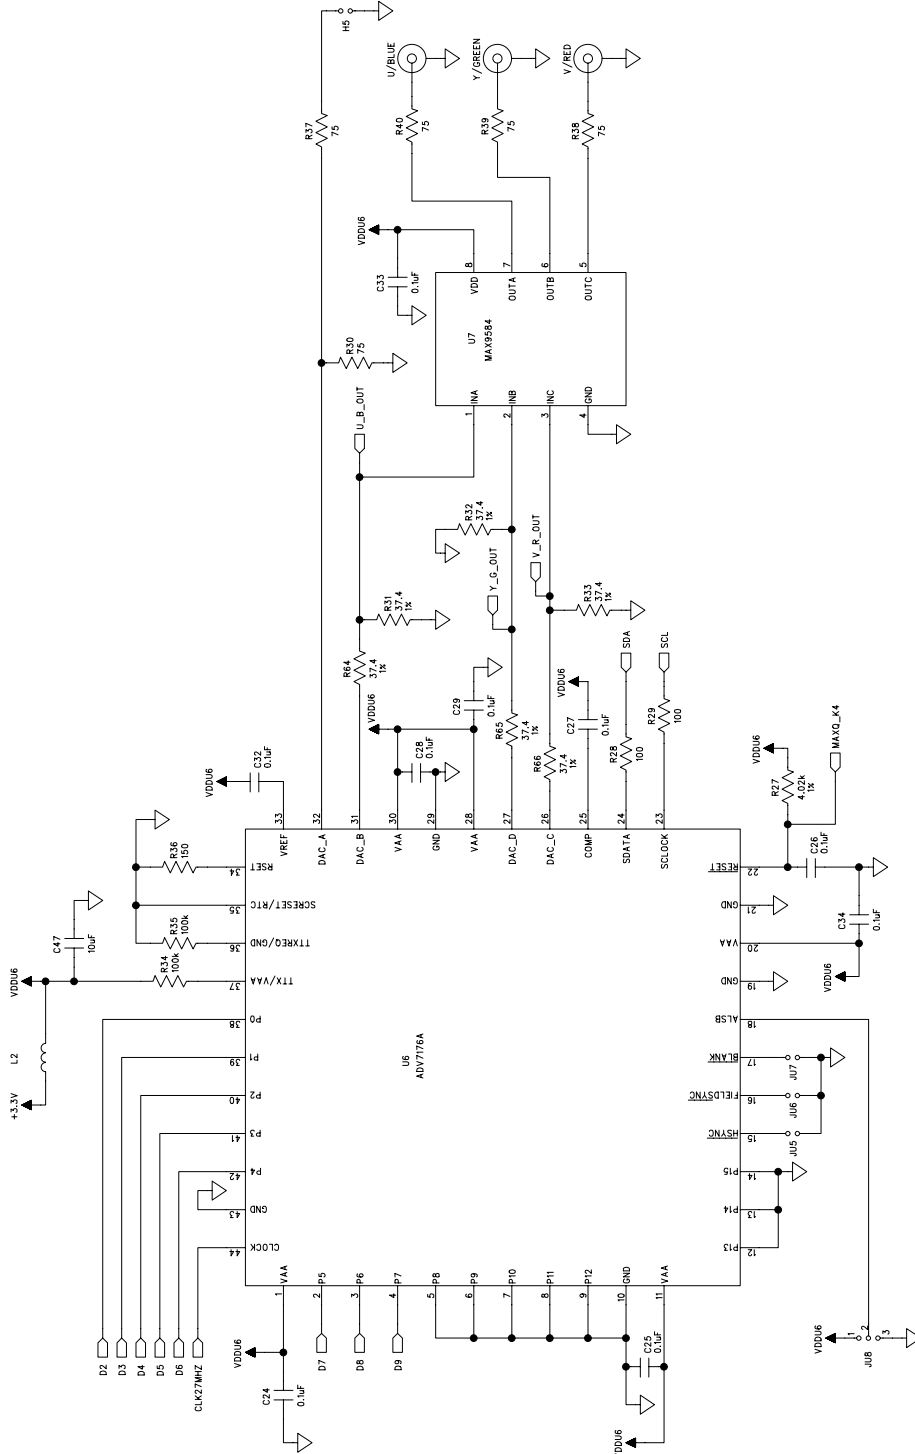 H5
R37
75
U/BLUE
R40
75
Y/GREEN
R39
75
V/RED
R38
75
VDDU6
C33
0.1uF
8
VDD
7
OUTA
6
OUTB
5
OUTC
U7
MAX9584
R30
75
1
INA
2
INB
3
INC
4
GND
U_B_OUT
R32
37.4
1%
V_R_OUT
Y_G_OUT
R31
37.4
1%
R33
37.4
1%
R64
37.4
1%
VDDU6
C29
0.1uF
SDA
SCL
R65
37.4
1%
R66
37.4
1%
VDDU6
C27
0.1uF
R28
100
R29
100
C28
0.1uF
VDDU6
C32
0.1uF
VDDU6
R27
4.02k
1%
MAXQ_K4
C26
0.1uF
C34
0.1uF
VDDU6
33
VREF
32
DAC_A
31
DAC_B
30
VAA
29
GND
28
VAA
27
DAC_D
26
DAC_C
25
COMP
24
SDATA
23
SCLOCK
R36
150
R35
100k
R34
100k
C47
10uF
VDDU6
L2
+3.3V
34
RSET
35
SCRESET/RTC
36
TTXREQ/GND
37
TTX/VAA
38
P0
39
P1
40
P2
41
P3
42
P4
43
GND
44
CLOCK
U6
ADV7176A
22
RESET
21
GND
20
VAA
19
GND
18
ALSB
17
BLANK
16
FIELDSYNC
15
HSYNC
14
P15
13
P14
12
P13
JU7
JU6
JU5
1
VAA
2
P5
3
P6
4
P7
5
P8
6
P9
7
P10
8
P11
9
P12
10
GND
11
VAA
D2
D3
D4
D5
D6
CLK27MHZ
VDDU6
C24
0.1uF
D7
D8
D9
C25
0.1uF
VDDU6
VDDU6
1
2
3
JU8